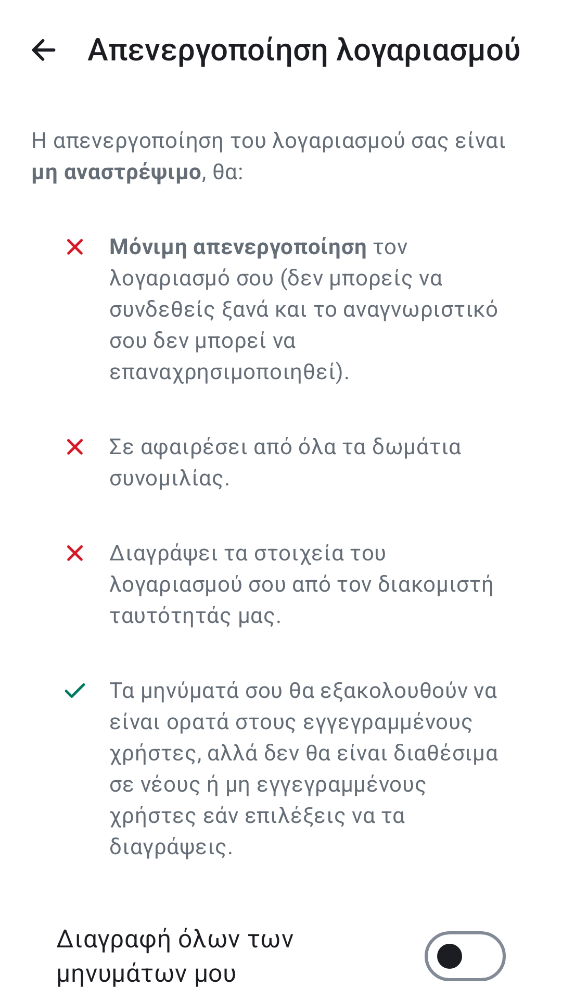 Απενεργοποίηση λογαριασμού
Η απενεργοποίηση του λογαριασμού σας είναι
μη αναστρέψιμο, θα:
Μόνιμη απενεργοποίηση τον
λογαριασμό σου (δεν μπορείς να
συνδεθείς ξανά και το αναγνωριστικό
σου δεν μπορεί να
επαναχρησιμοποιηθεί).
Σε αφαιρέσει από όλα τα δωμάτια
συνομιλίας.
Διαγράψει τα στοιχεία του
λογαριασμού σου από τον διακομιστή
ταυτότητάς μας.
Τα μηνύματά σου θα εξακολουθούν να
είναι ορατά στους εγγεγραμμένους
χρήστες, αλλά δεν θα είναι διαθέσιμα
σε νέους ή μη εγγεγραμμένους
χρήστες εάν επιλέξεις να τα
διαγράψεις.
Διαγραφή όλων των
μηνυμάτων μου